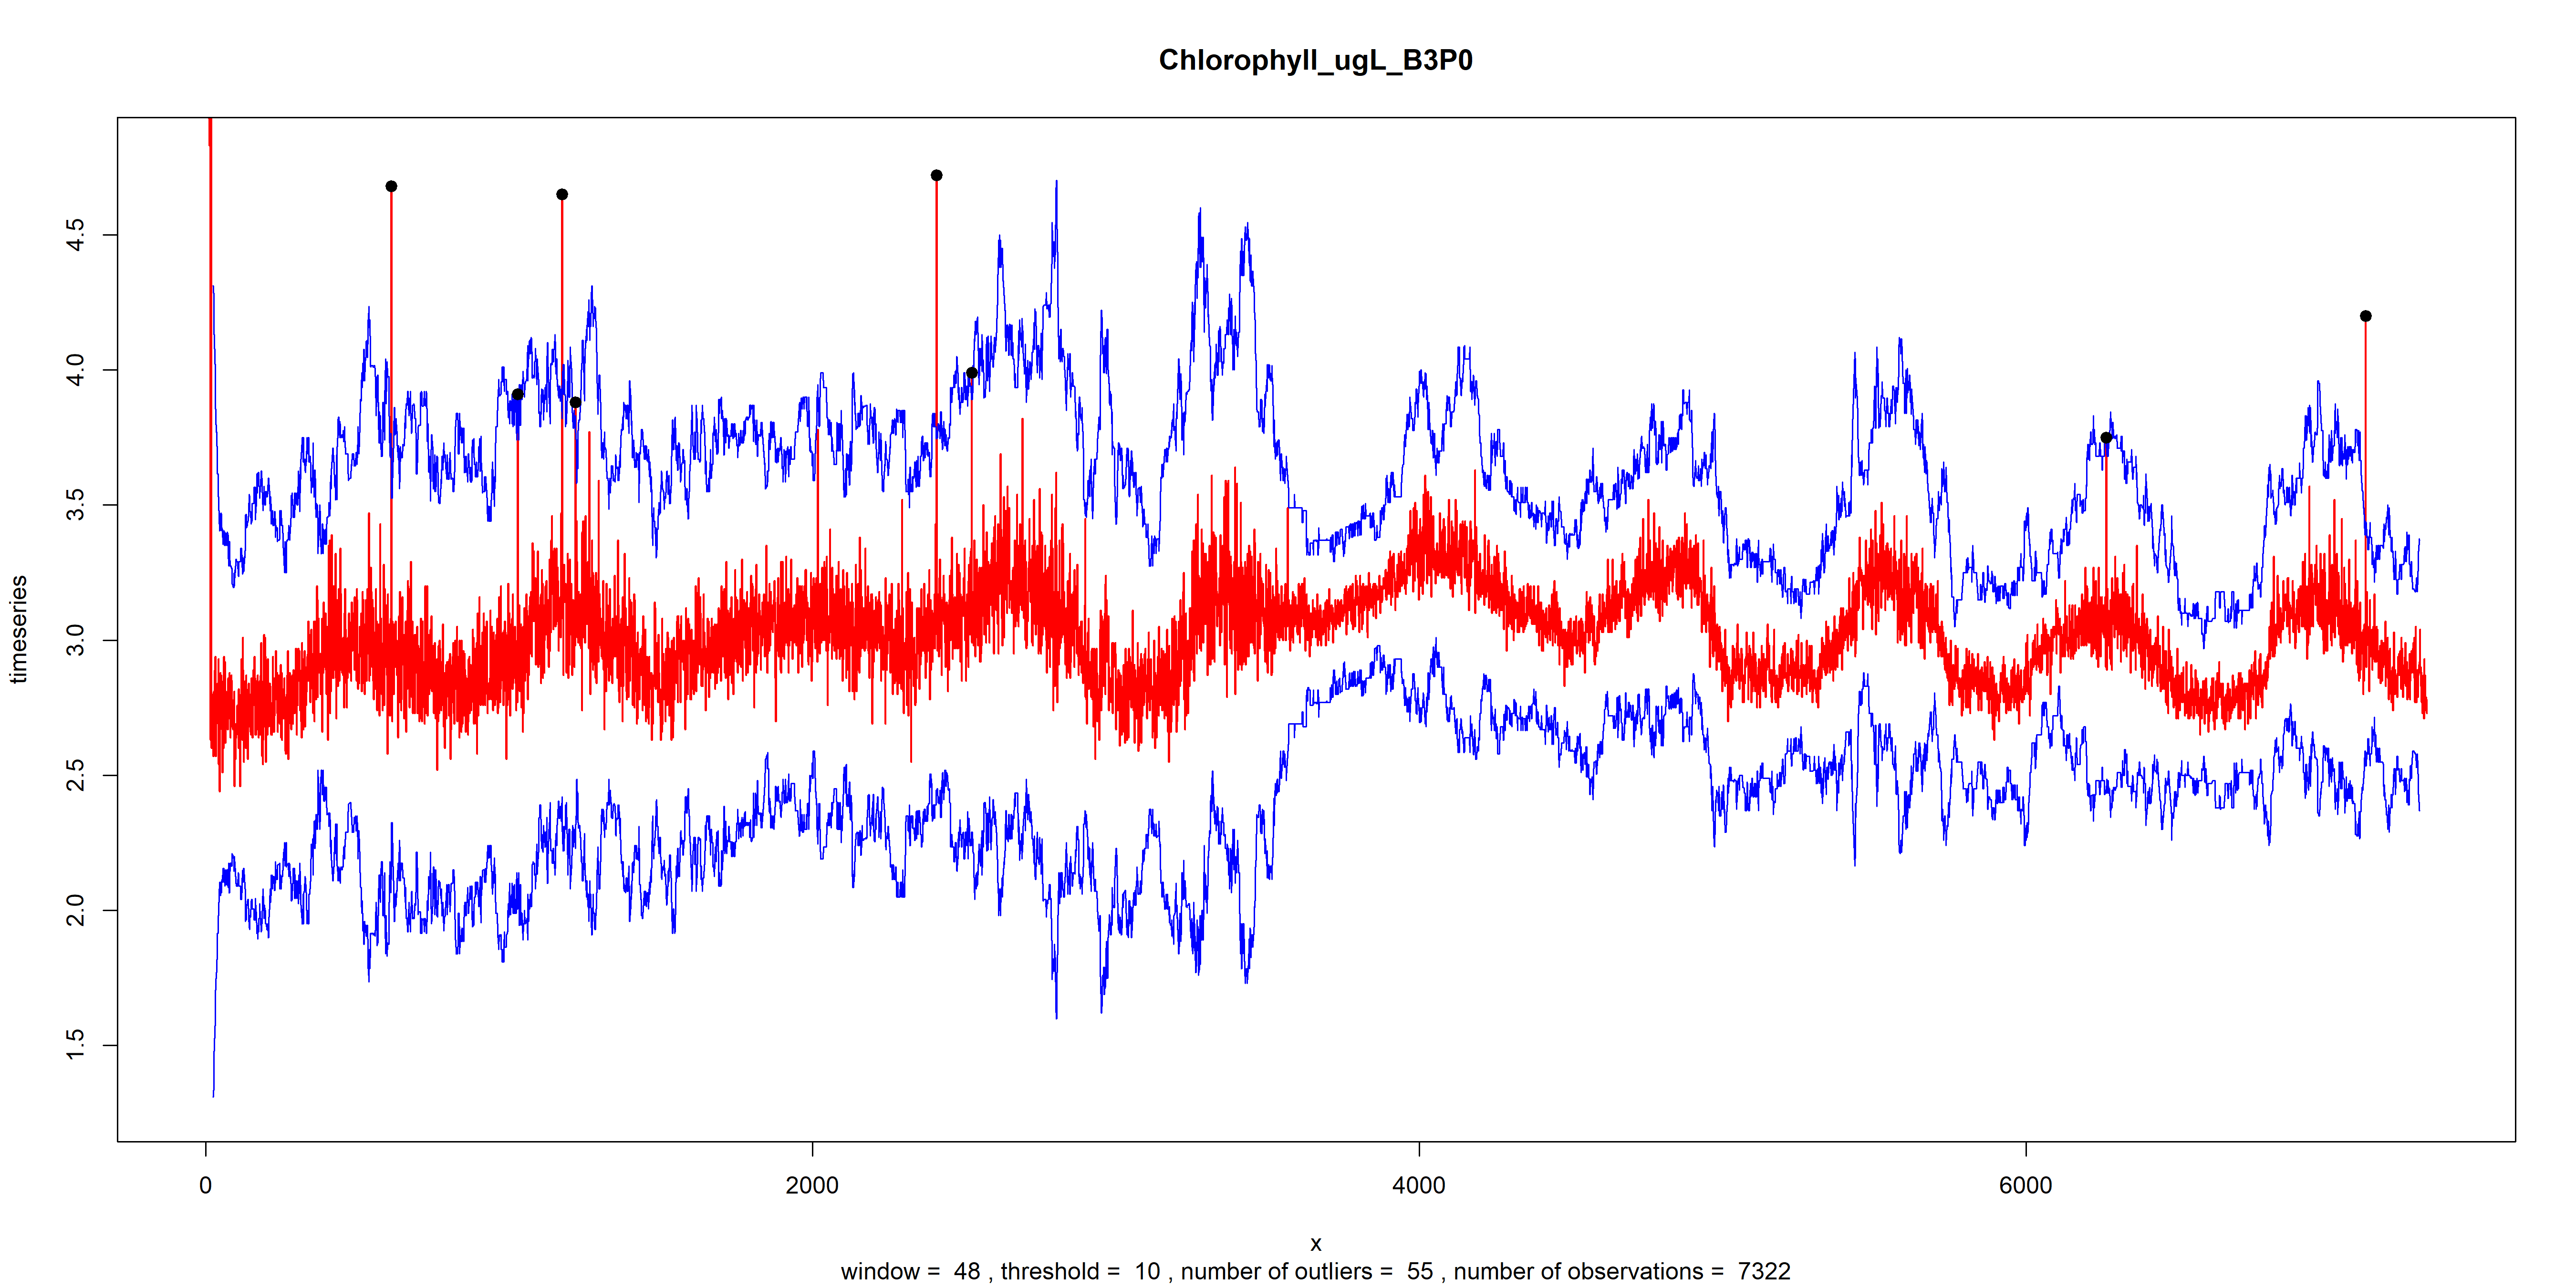 Chlorophyll_ugL_B3P0
timeseries
4.5
4.0
3.5
3.0
2.5
2.0
1.5
0 2000 4000 6000
x
window = 48 , threshold = 10 , number of outliers = 55 , number of observations = 7322